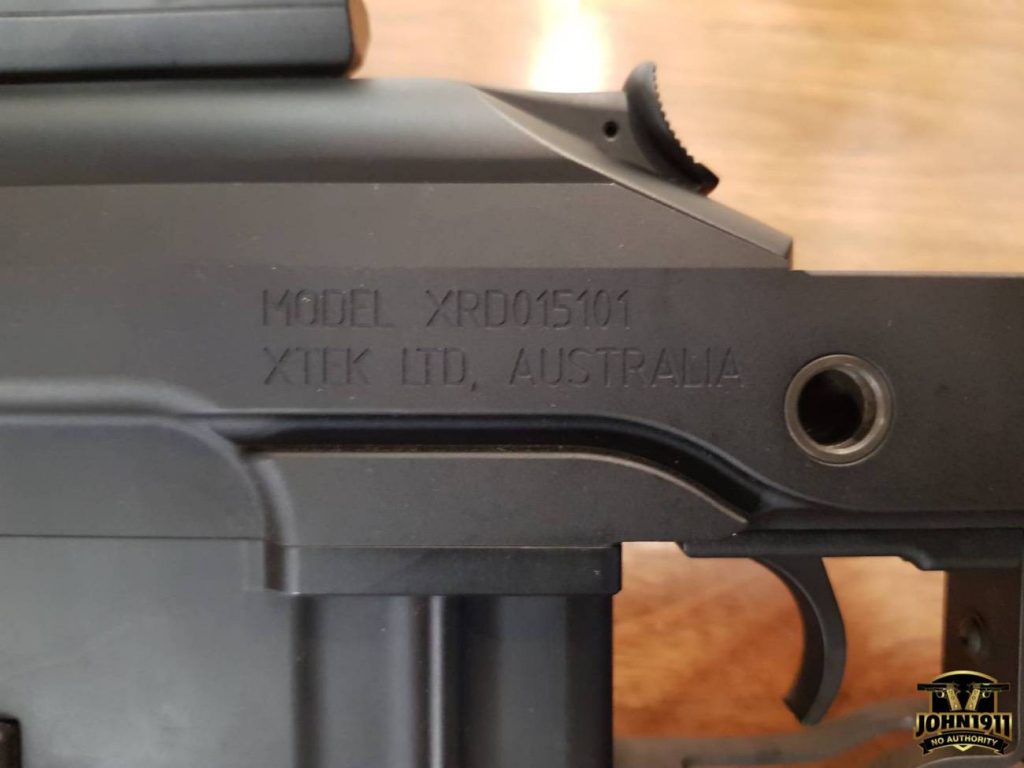 MODEL XRD015101
XTEK LTD, AUSTRALIA
JOHN1911
NO AUTHORITY